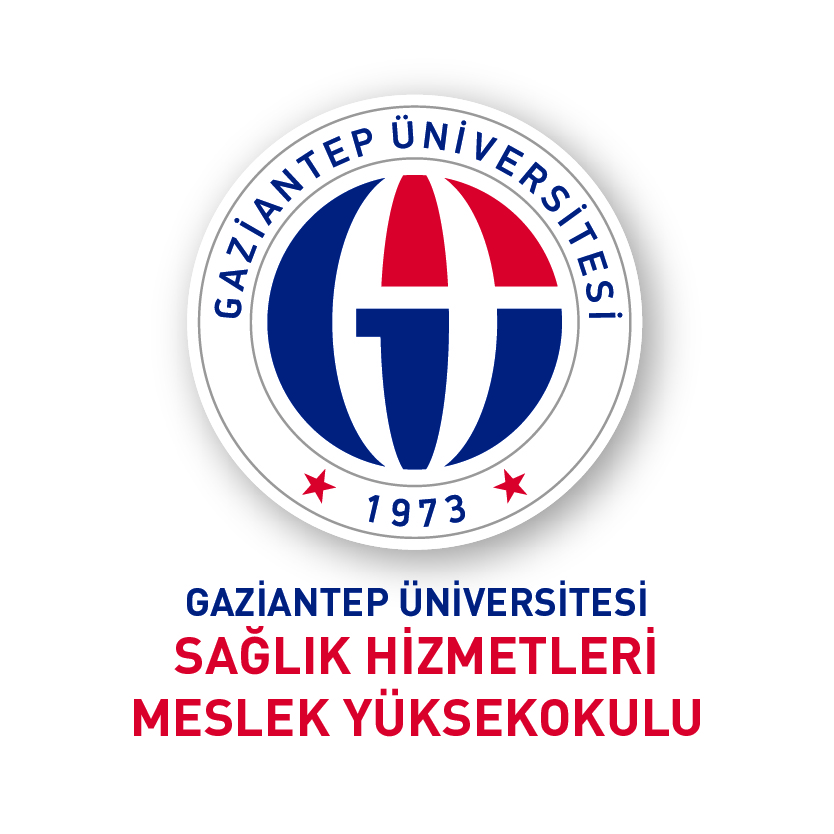 GAZİANTEP ÜNİVERSİTESİ
1973
GAZİANTEP ÜNİVERSİTESİ
SAĞLIK HİZMETLERİ
MESLEK YÜKSEKOKULU